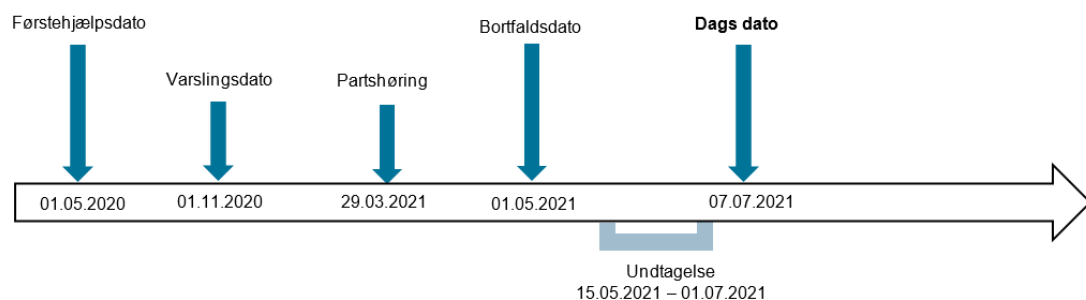 Førstehjælpsdato
Varslingsdato
Partshøring
Bortfaldsdato
Dags dato
01.05.2020
01.11.2020
29.03.2021
01.05.2021
07.07.2021
Undtagelse
15.05.2021 – 01.07.2021